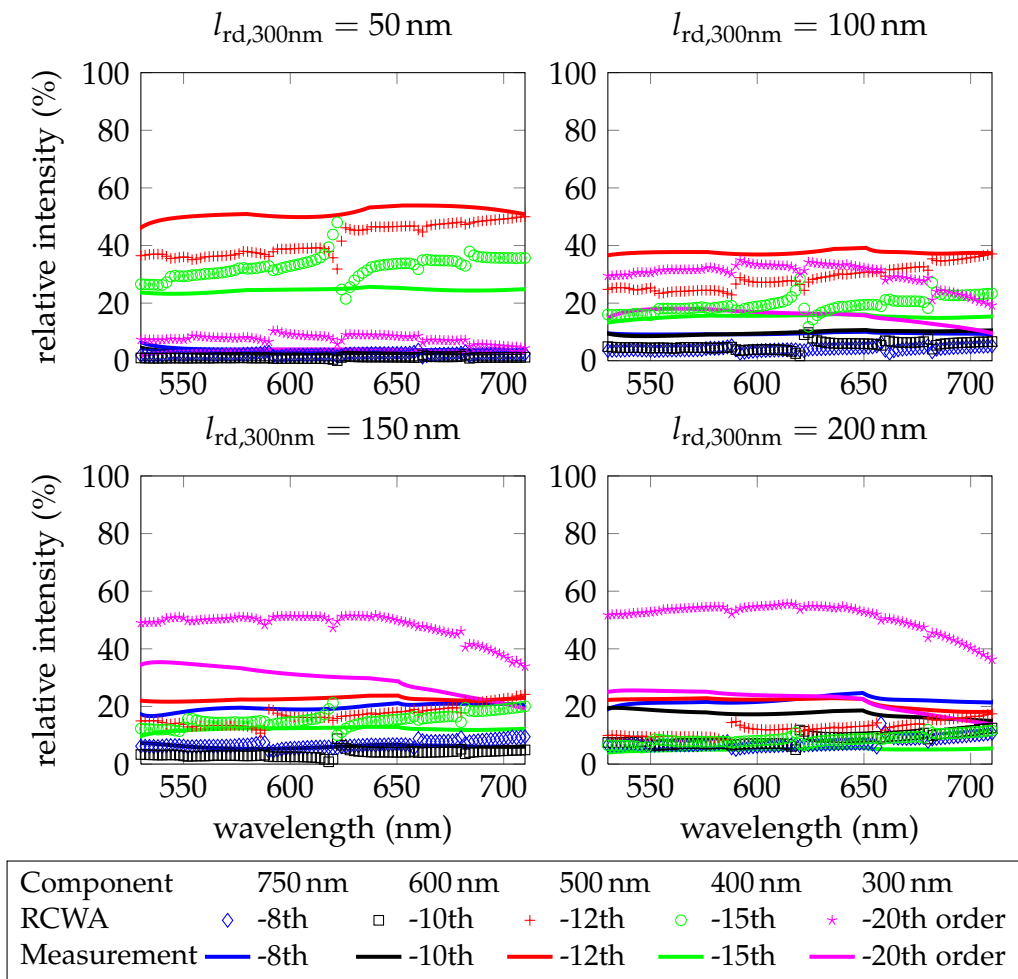 l_rd,300nm = 50 nm
l_rd,300nm = 100 nm
relative intensity (%)
100
80
60
40
20
0
550 600 650 700
100
80
60
40
20
0
550 600 650 700
l_rd,300nm = 150 nm
l_rd,300nm = 200 nm
relative intensity (%)
100
80
60
40
20
0
550 600 650 700
wavelength (nm)
100
80
60
40
20
0
550 600 650 700
wavelength (nm)
Component 750 nm 600 nm 500 nm 400 nm 300 nm
RCWA -8th -10th -12th -15th -20th order
Measurement -8th -10th -12th -15th -20th order